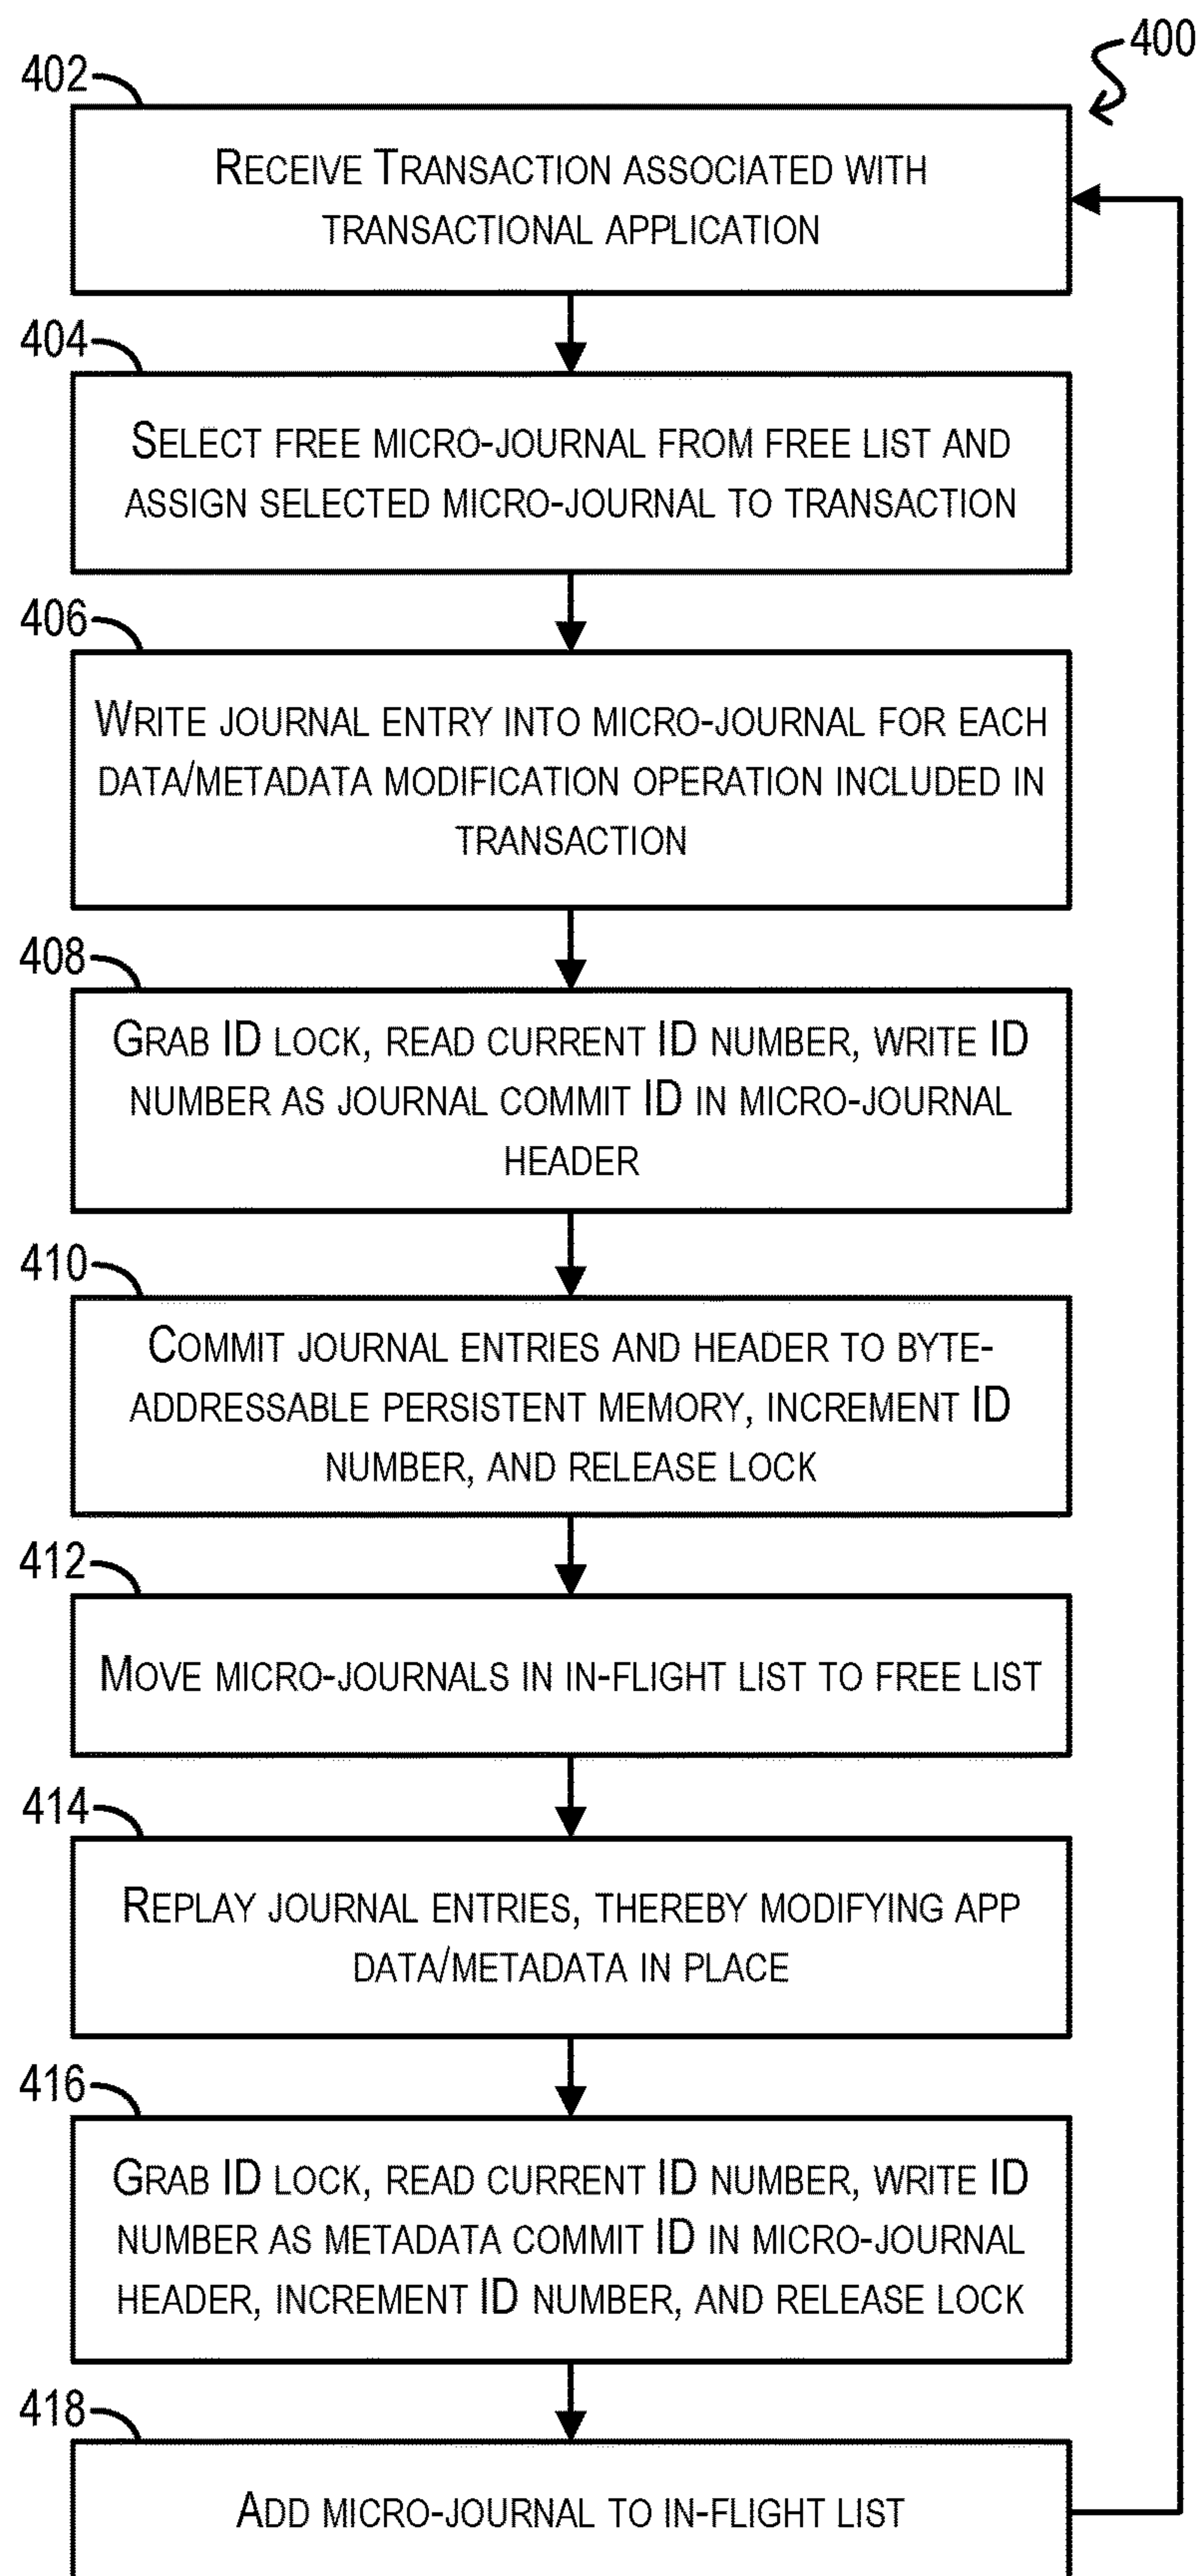 400
402
Receive Transaction associated with
transactional application
404
Select free micro-journal from free list and
assign selected micro-journal to transaction
406
Write journal entry into micro-journal for each
data/metadata modification operation included in
transaction
408
Grab ID lock, read current ID number, write ID
number as journal commit ID in micro-journal
header
410
Commit journal entries and header to byte-
addressable persistent memory, increment ID
number, and release lock
412
Move micro-journals in in-flight list to free list
414
Replay journal entries, thereby modifying app
data/metadata in place
416
Grab ID lock, read current ID number, write ID
number as metadata commit ID in micro-journal
header, increment ID number, and release lock
418
Add micro-journal to in-flight list